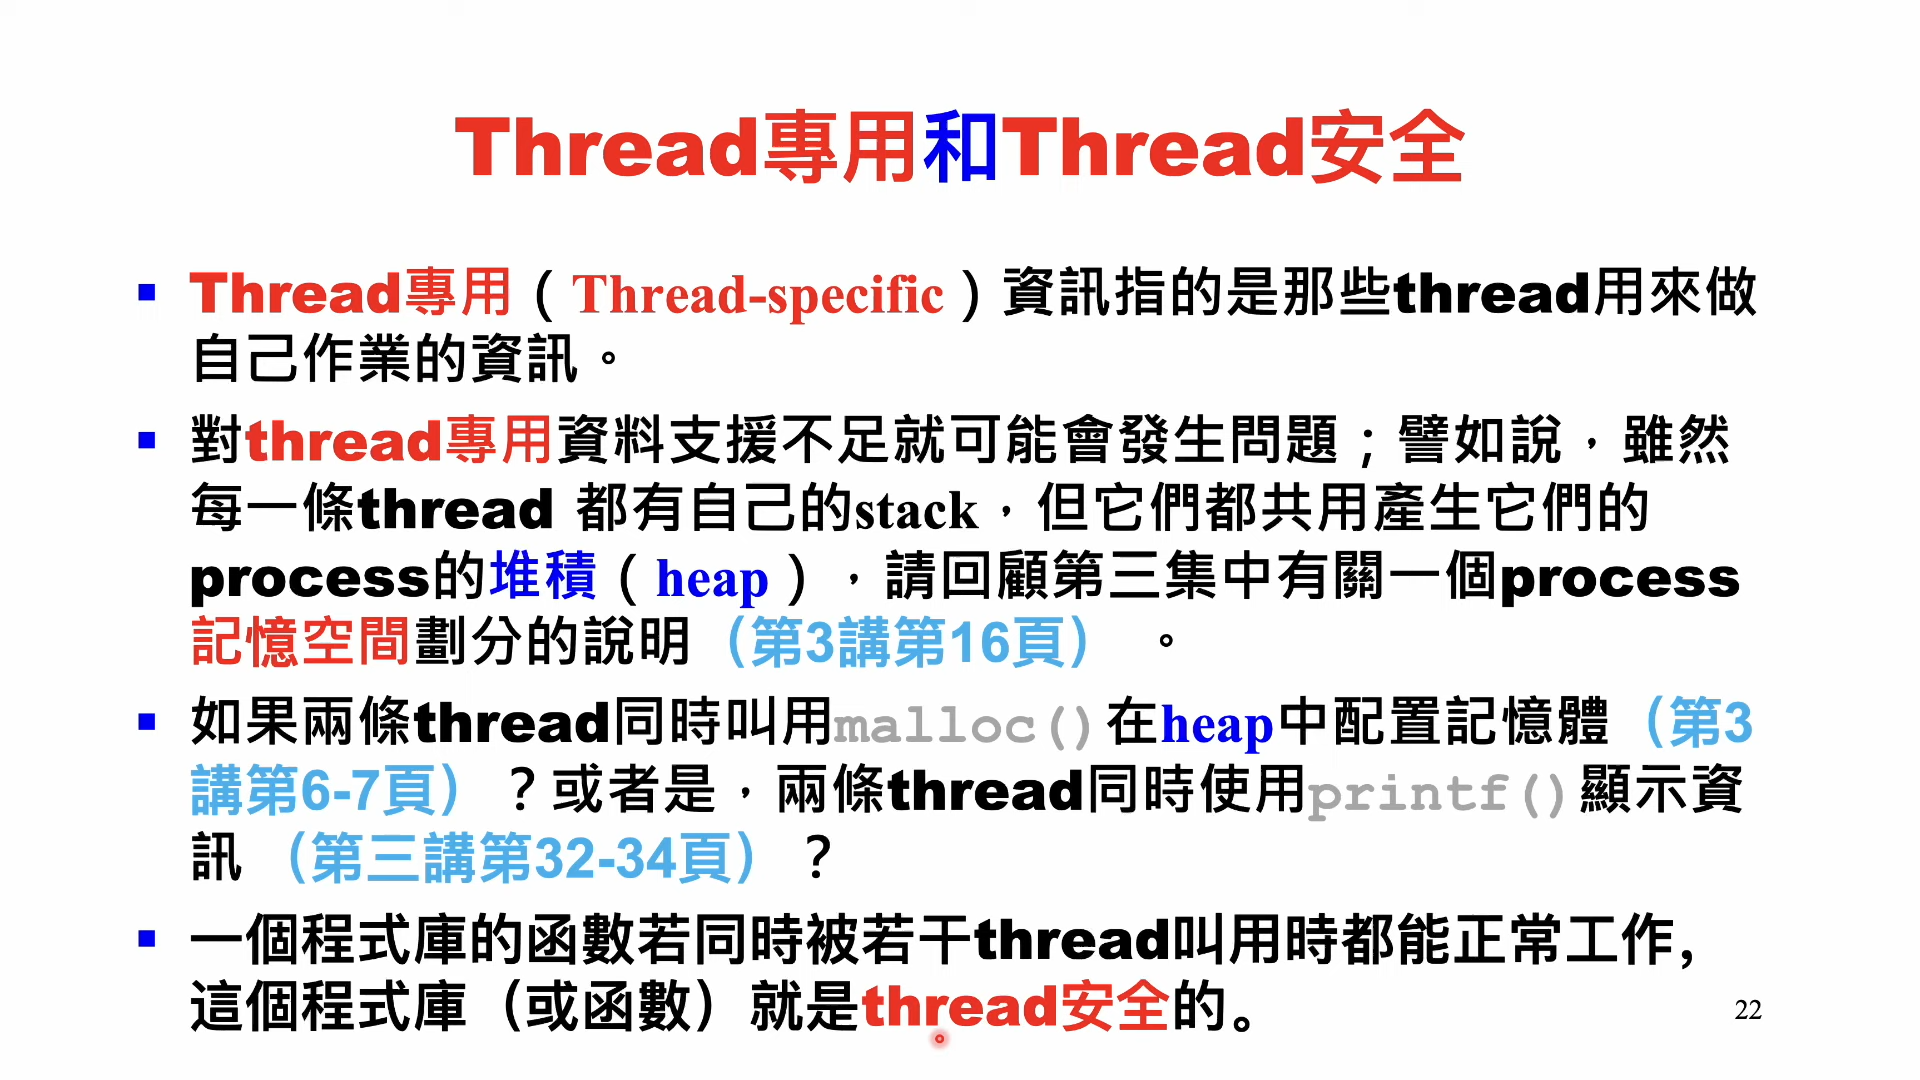 Thread專用和Thread安全
▪ Thread專用（Thread-specific）資訊指的是那些thread用來做
自己作業的資訊。
▪ 對thread專用資料支援不足就可能會發生問題；譬如說，雖然
每一條thread 都有自己的stack，但它們都共用產生它們的
process的堆積（heap），請回顧第三集中有關一個process
記憶空間劃分的說明（第3講第16頁） 。
▪ 如果兩條thread同時叫用malloc()在heap中配置記憶體（第3
講第6-7頁）？或者是，兩條thread同時使用printf()顯示資
訊（第三講第32-34頁）？
▪ 一個程式庫的函數若同時被若干thread叫用時都能正常工作，
這個程式庫（或函數）就是thread安全的。
22